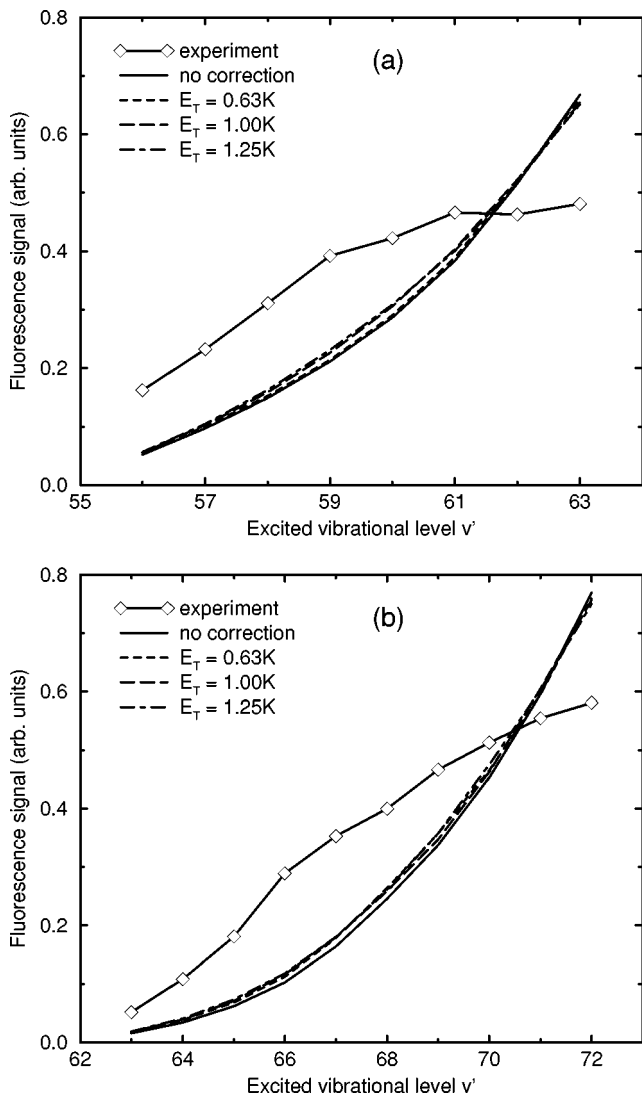 0.8
experiment
(a)
no correction
E_T = 0.63K
E_T = 1.00K
E_T = 1.25K
0.6
0.4
0.2
0.0
Fluorescence signal (arb. units)
55 57 59 61 63
Excited vibrational level v'
0.8
experiment
(b)
no correction
E_T = 0.63K
E_T = 1.00K
E_T = 1.25K
0.6
0.4
0.2
0.0
Fluorescence signal (arb. units)
62 64 66 68 70 72
Excited vibrational level v'